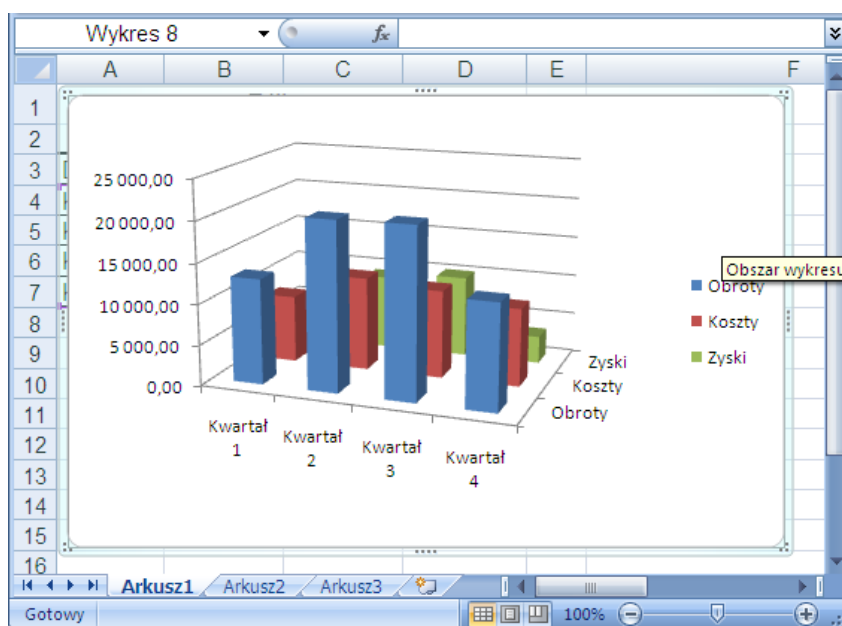 Wykres 8
fx
A B C D E F
1
2
3
4
5
6
7
8
9
10
11
12
13
14
15
16
25 000,00
20 000,00
15 000,00
10 000,00
5 000,00
0,00
Kwartał 1
Kwartał 2
Kwartał 3
Kwartał 4
Zyski
Koszty
Obroty
Obszar wykresu
Obroty
Koszty
Zyski
Arkusz1 Arkusz2 Arkusz3
Gotowy 100%